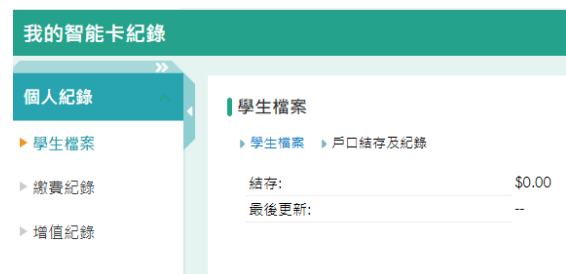 我的智能卡紀錄
個人紀錄
學生檔案
繳費紀錄
增值紀錄
學生檔案
學生檔案 戶口結存及紀錄
結存: $0.00
最後更新: --